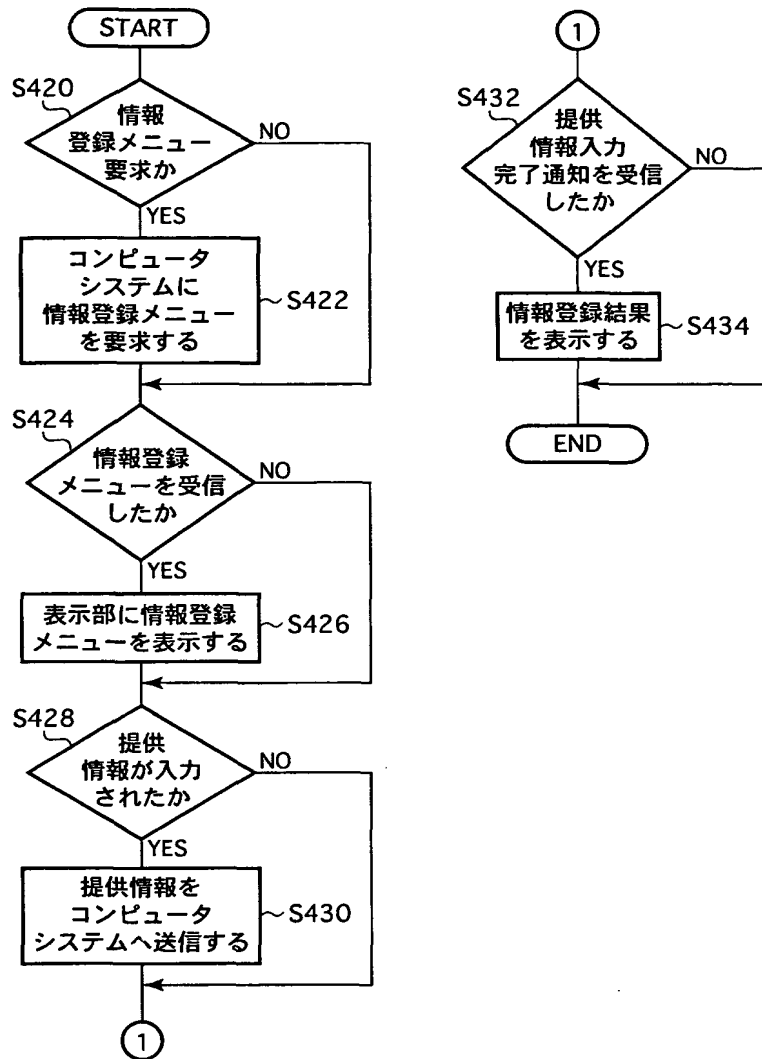 START
S420
情報
登録メニュー
要求か
NO
YES
コンピュータ
システムに
情報登録メニュー
を要求する
S422
S424
情報登録
メニューを受信
したか
NO
YES
表示部に情報登録
メニューを表示する
S426
S428
提供
情報が入力
されたか
NO
YES
提供情報を
コンピュータ
システムへ送信する
S430
1
1
S432
提供
情報入力
完了通知を受信
したか
NO
YES
情報登録結果
を表示する
S434
END